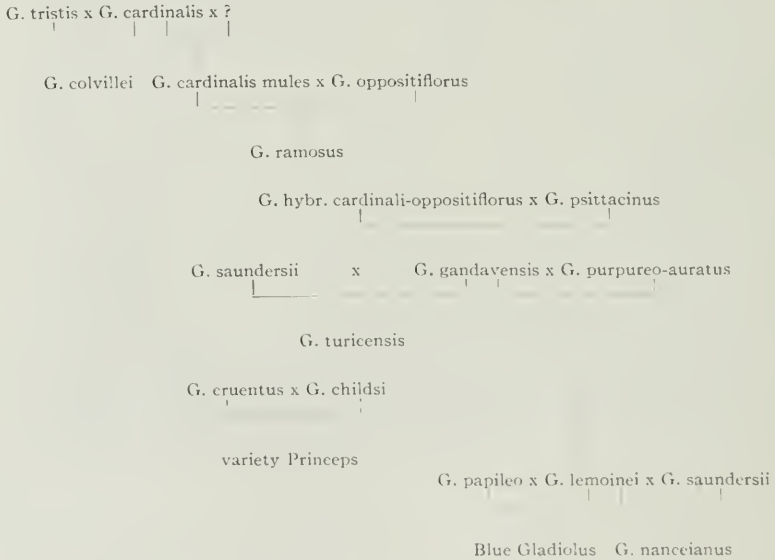 G. tristis x G. cardinalis x ?
G. colvillei G. cardinalis mules x G. oppositiflorus
G. ramosus
G. hybr. cardinali-oppositiflorus x G. psittacinus
G. saundersii x G. gandavensis x G. purpureo-auratus
G. turicensis
G. cruentus x G. childsi
variety Princeps
G. papileo x G. lemoinei x G. saundersii
Blue Gladiolus G. nanceianus